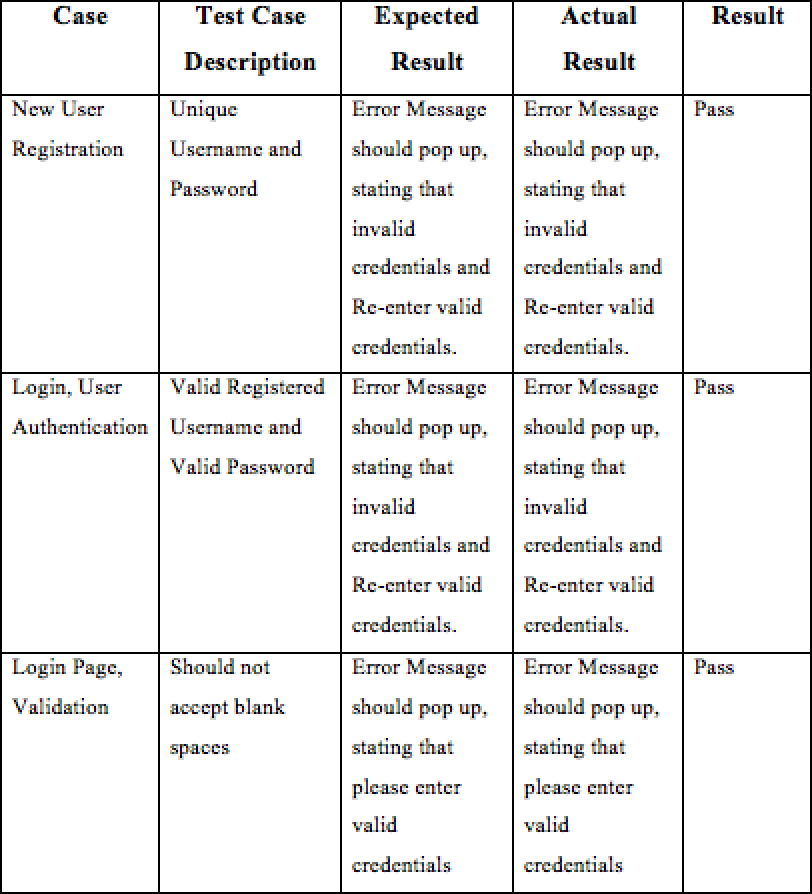 Case
Test Case
Description
Expected
Result
Actual
Result
Result
New User
Registration
Unique
Username and
Password
Error Message
should pop up,
stating that
invalid
credentials and
Re-enter valid
credentials.
Error Message
should pop up,
stating that
invalid
credentials and
Re-enter valid
credentials.
Pass
Login, User
Authentication
Valid Registered
Username and
Valid Password
Error Message
should pop up,
stating that
invalid
credentials and
Re-enter valid
credentials.
Error Message
should pop up,
stating that
invalid
credentials and
Re-enter valid
credentials.
Pass
Login Page,
Validation
Should not
accept blank
spaces
Error Message
should pop up,
stating that
please enter
valid
credentials
Error Message
should pop up,
stating that
please enter
valid
credentials
Pass